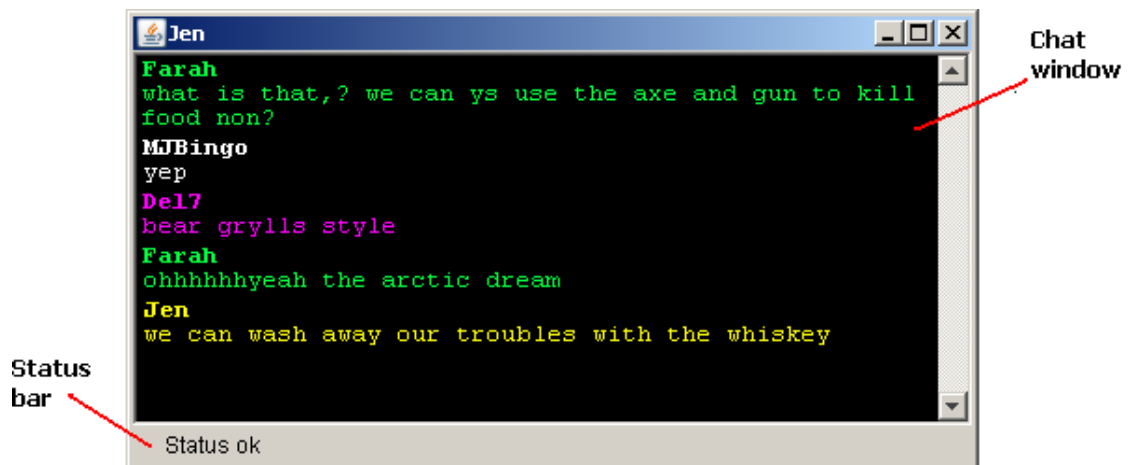 Jen
Chat
window
Farah
what is that,? we can ys use the axe and gun to kill
food non?
MJBingo
yep
Del7
bear grylls style
Farah
ohhhhhhyeah the arctic dream
Jen
we can wash away our troubles with the whiskey
Status
bar
Status ok